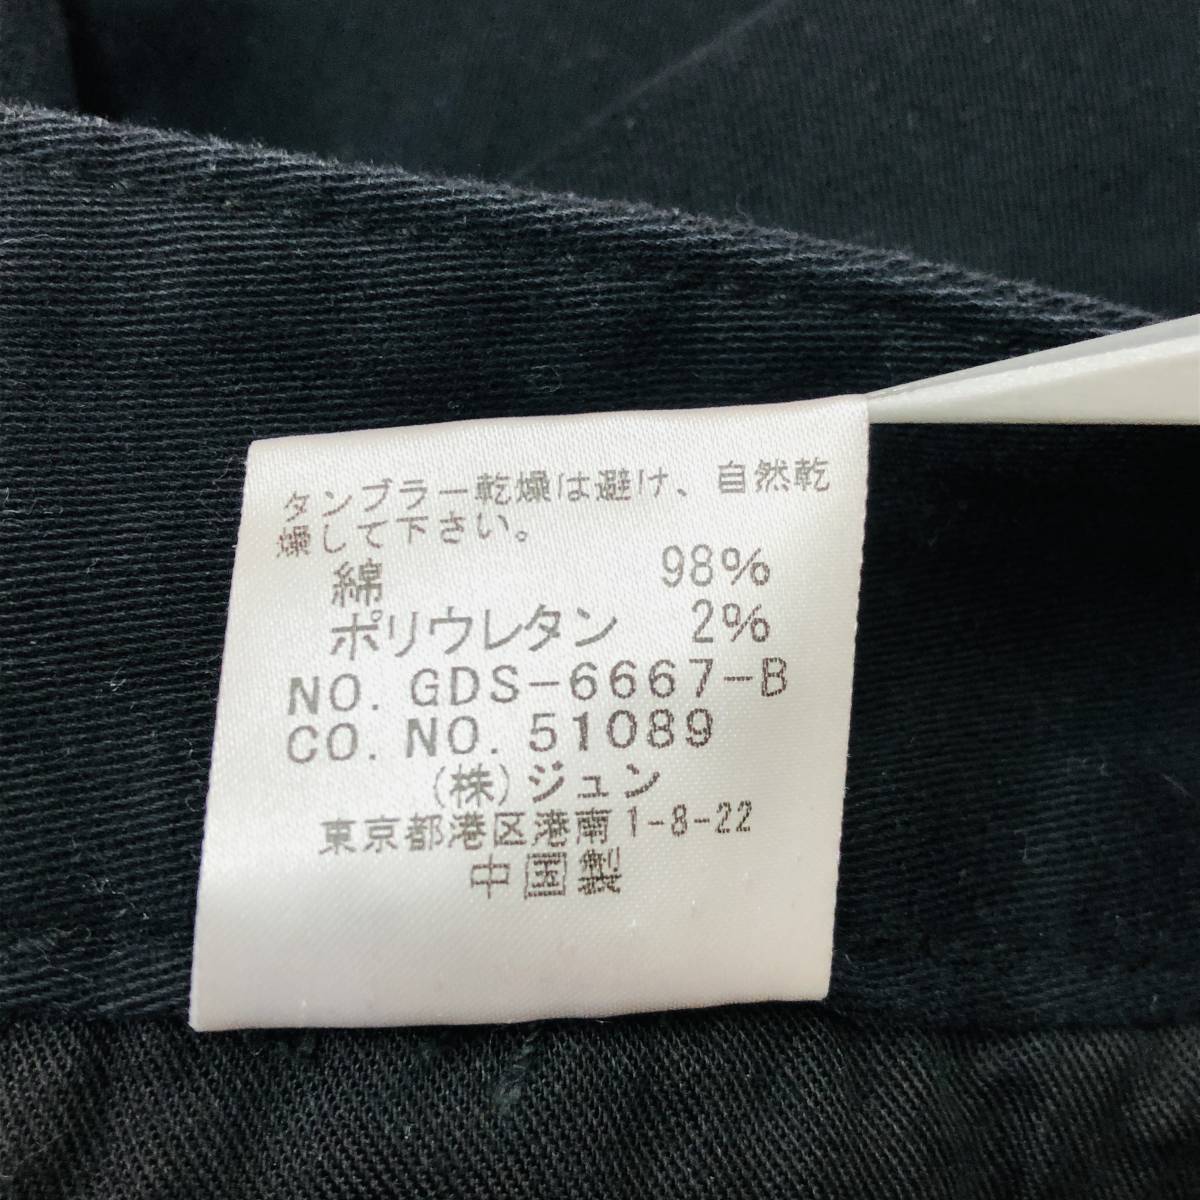 タンブラー乾燥は避け、自然乾
燥して下さい。
綿 98%
ポリウレタン 2%
NO. GDS-6667-B
CO. NO. 51089
(株)ジュン
東京都港区港南1-8-22
中国製